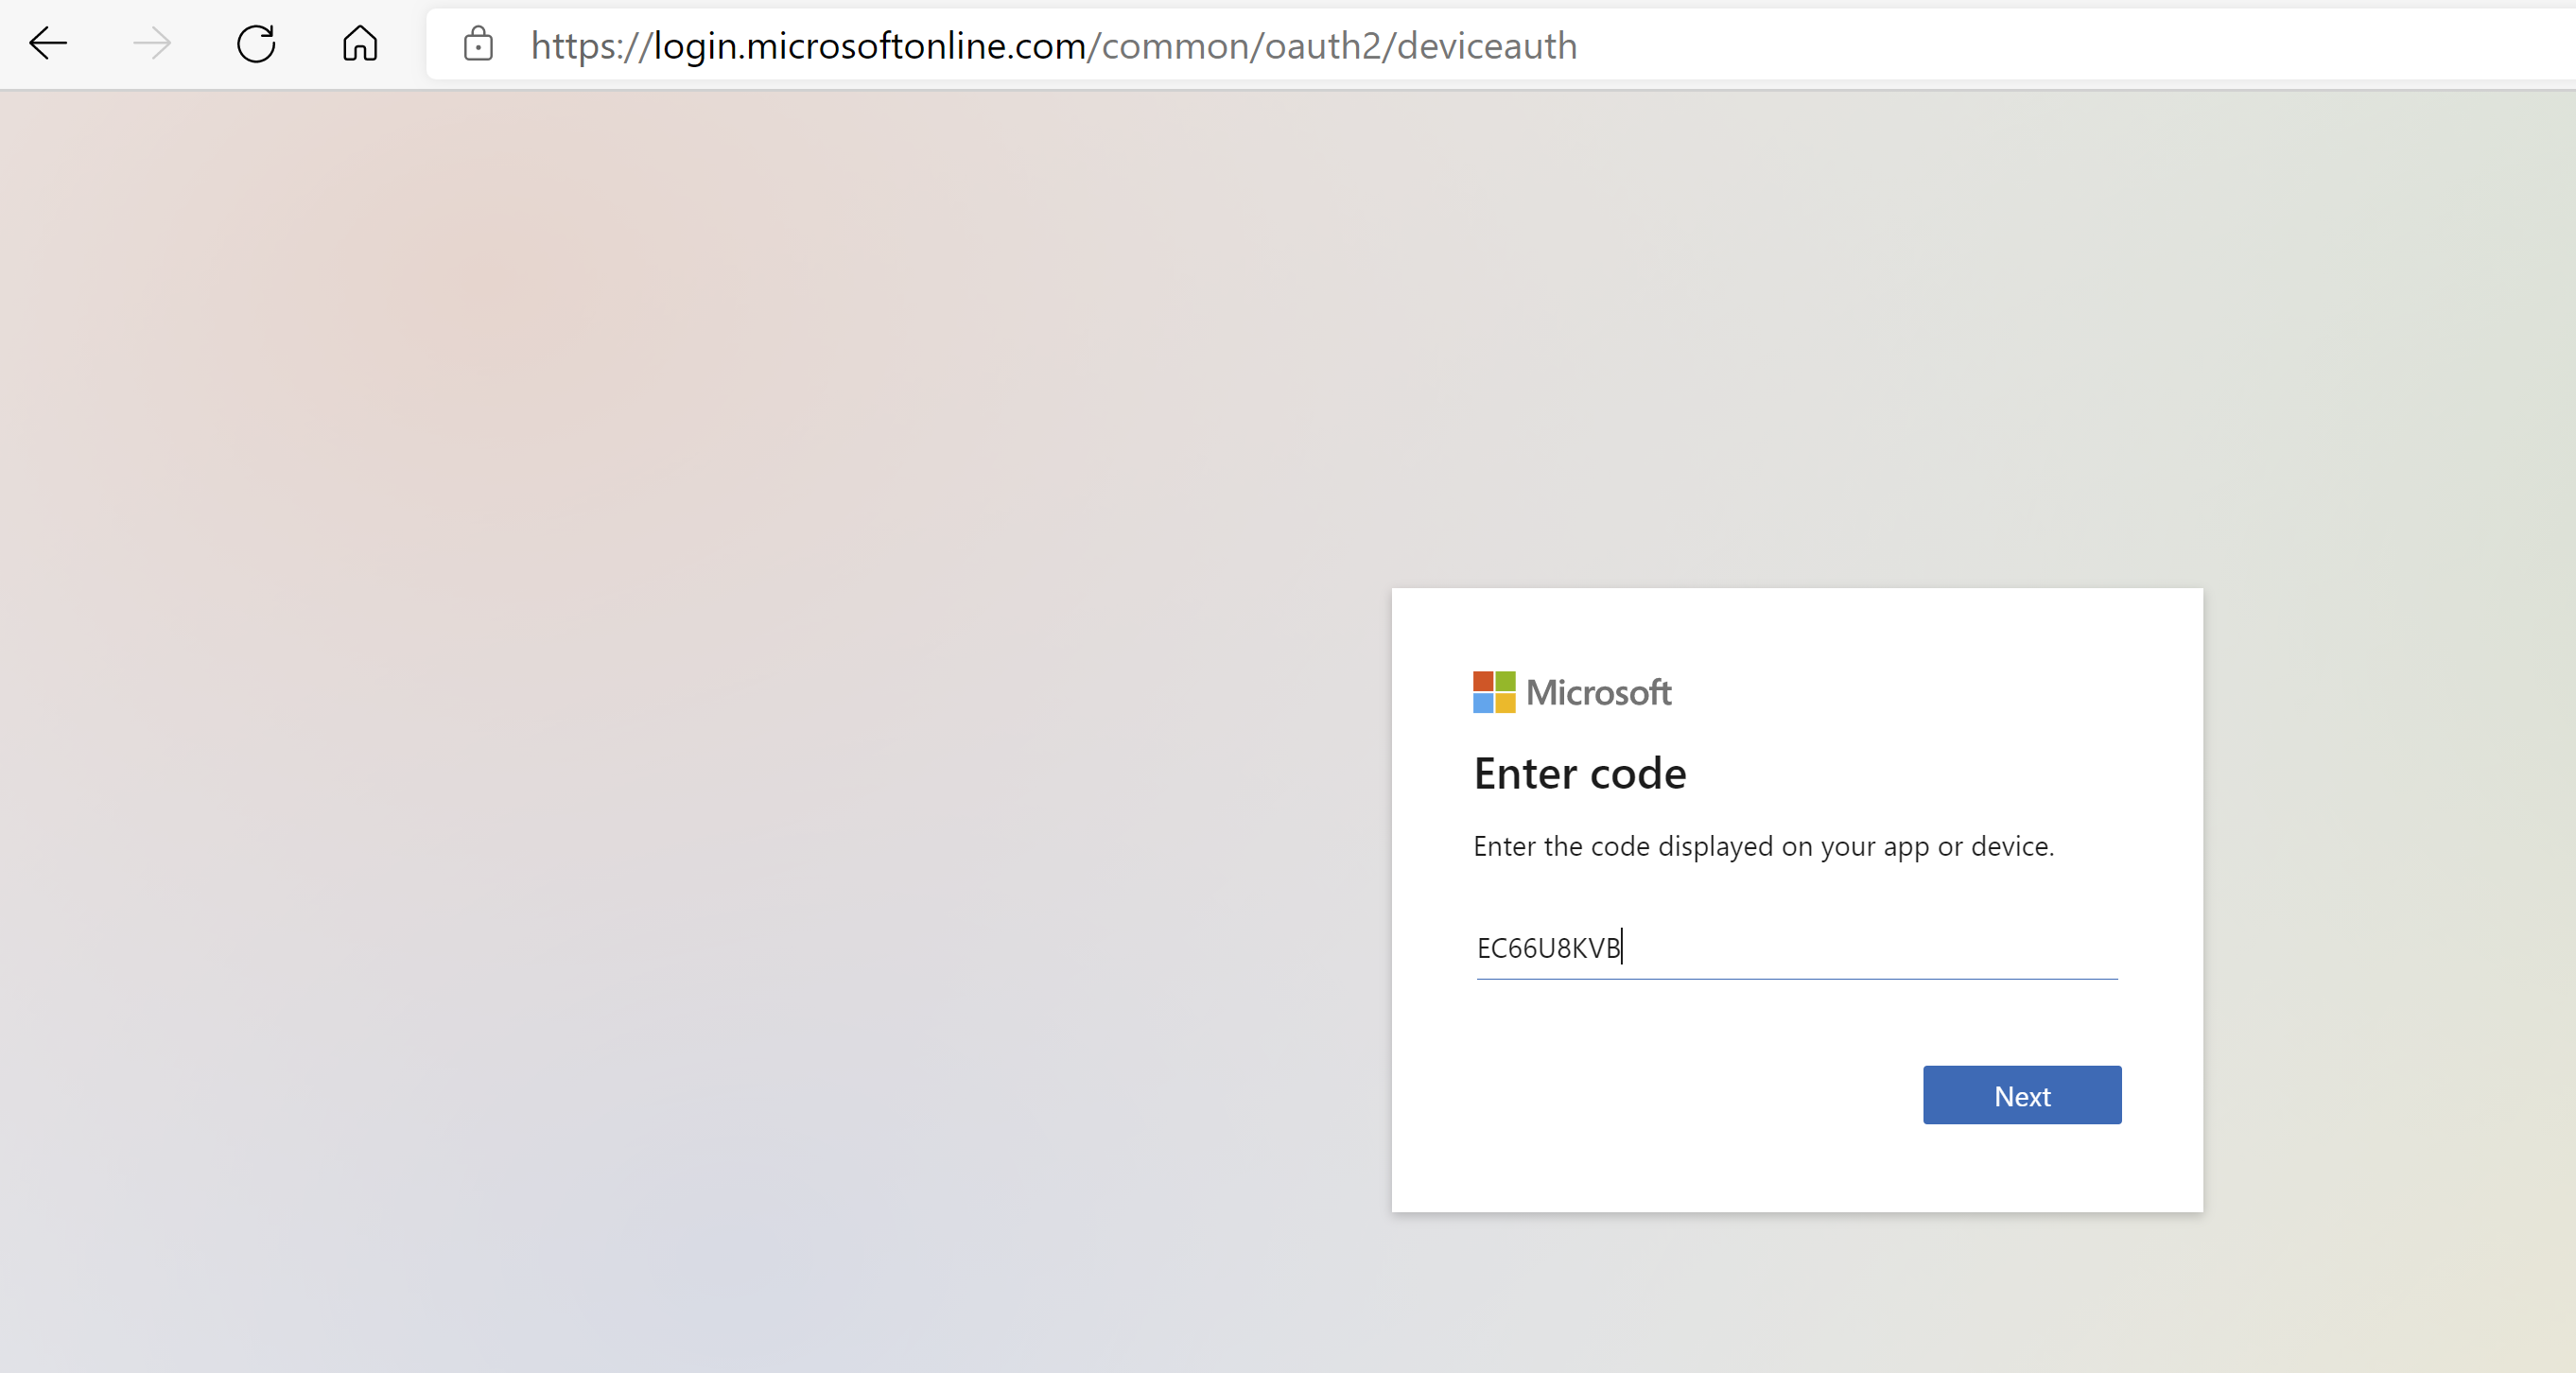 https://login.microsoftonline.com/common/oauth2/deviceauth
Microsoft
Enter code
Enter the code displayed on your app or device.
EC66U8KVB
Next